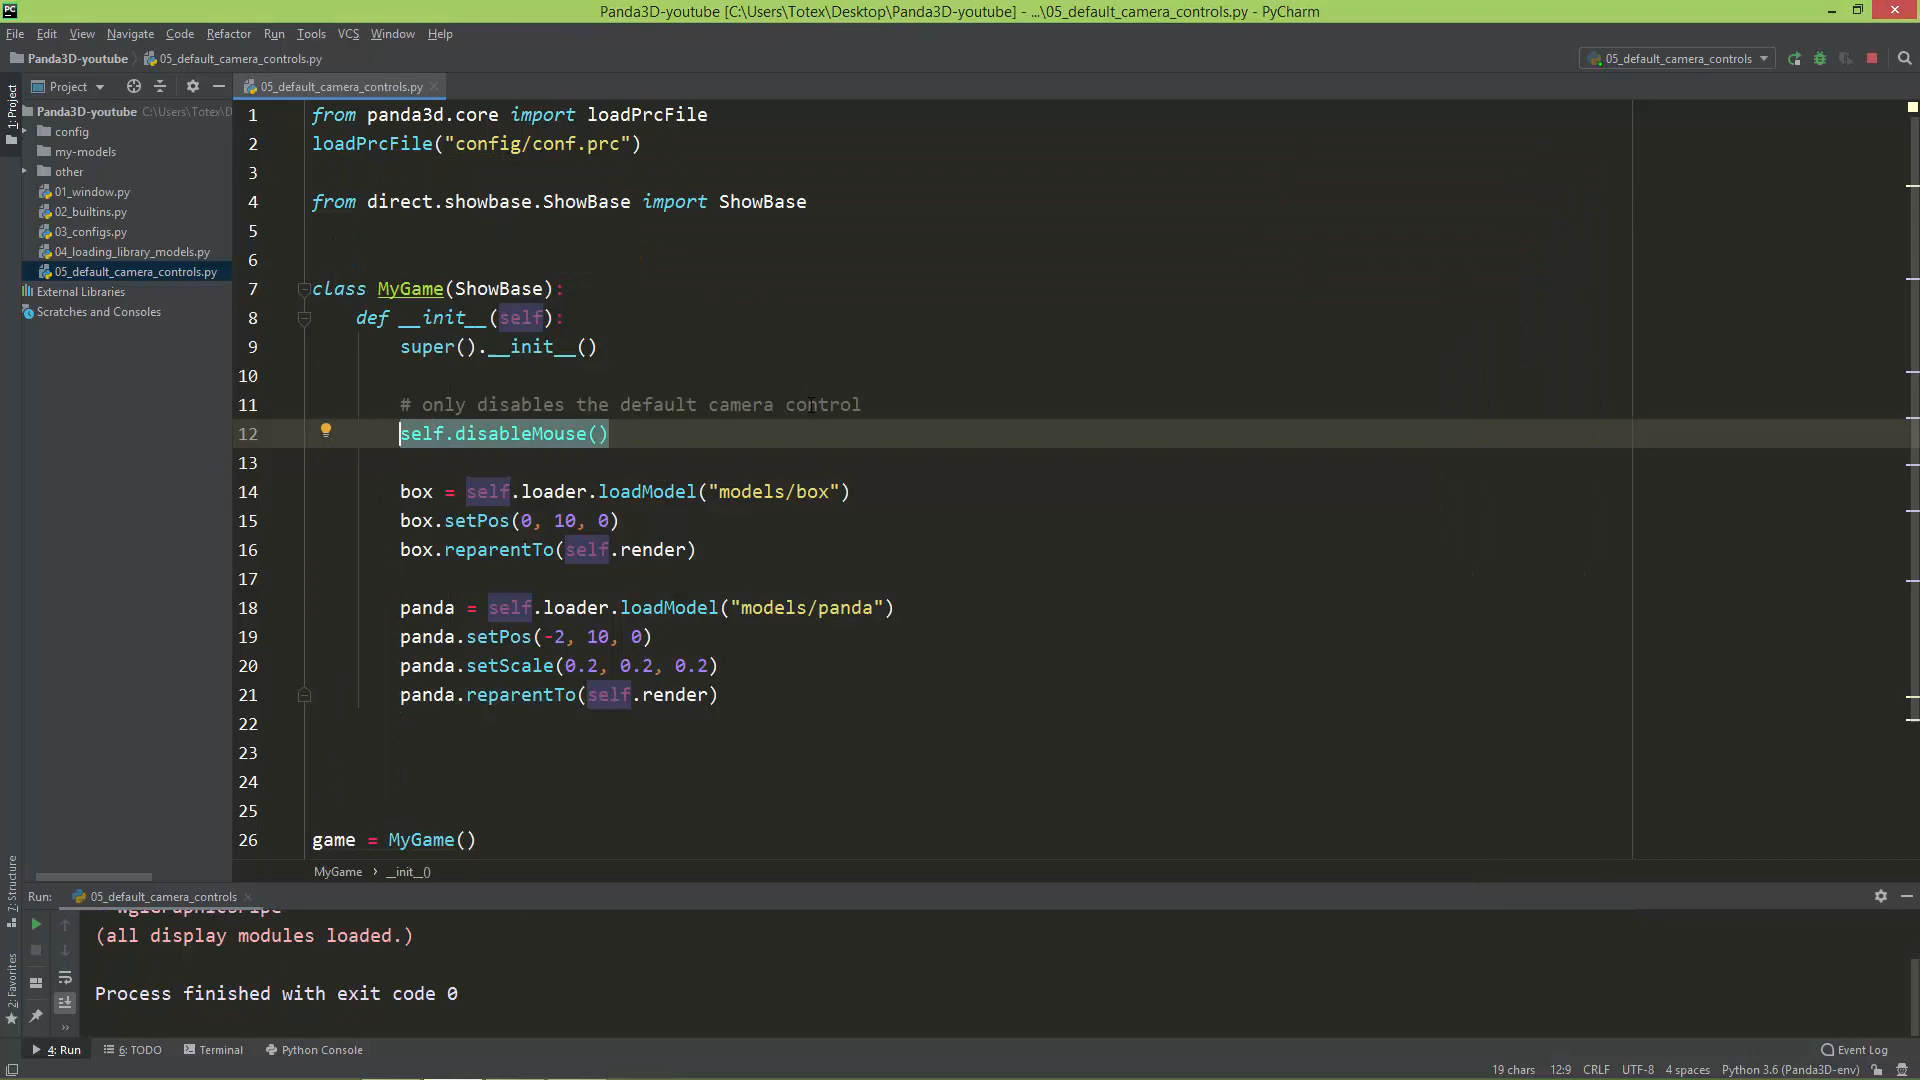 PC
Panda3D-youtube [C:\Users\Totex\Desktop\Panda3D-youtube] - ...\05_default_camera_controls.py - PyCharm
File Edit View Navigate Code Refactor Run Tools VCS Window Help
Panda3D-youtube 05_default_camera_controls.py
05_default_camera_controls
1: Project
Project
Panda3D-youtube C:\Users\Totex\D
config
my-models
other
01_window.py
02_builtins.py
03_configs.py
04_loading_library_models.py
05_default_camera_controls.py
External Libraries
Scratches and Consoles
05_default_camera_controls.py
1 from panda3d.core import loadPrcFile
2 loadPrcFile("config/conf.prc")
3
4 from direct.showbase.ShowBase import ShowBase
5
6
7 class MyGame(ShowBase):
8 def __init__(self):
9 super().__init__()
10
11 # only disables the default camera control
12 self.disableMouse()
13
14 box = self.loader.loadModel("models/box")
15 box.setPos(0, 10, 0)
16 box.reparentTo(self.render)
17
18 panda = self.loader.loadModel("models/panda")
19 panda.setPos(-2, 10, 0)
20 panda.setScale(0.2, 0.2, 0.2)
21 panda.reparentTo(self.render)
22
23
24
25
26 game = MyGame()
MyGame › __init__()
7: Structure
2: Favorites
Run: 05_default_camera_controls
(all display modules loaded.)
Process finished with exit code 0
4: Run 6: TODO Terminal Python Console Event Log
19 chars 12:9 CRLF UTF-8 4 spaces Python 3.6 (Panda3D-env)